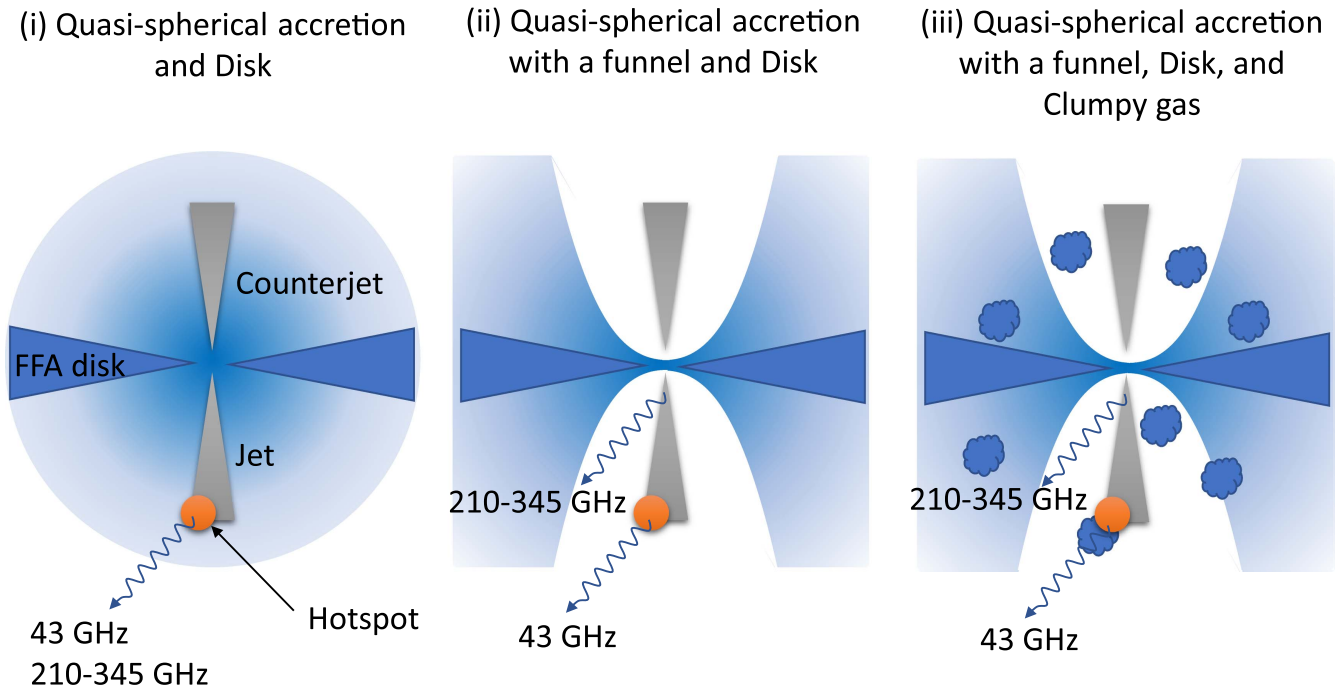 (i) Quasi-spherical accretion
and Disk
(ii) Quasi-spherical accretion
with a funnel and Disk
(iii) Quasi-spherical accretion
with a funnel, Disk, and
Clumpy gas
Counterjet
FFA disk
Jet
Hotspot
43 GHz
210-345 GHz
210-345 GHz
43 GHz
210-345 GHz
43 GHz